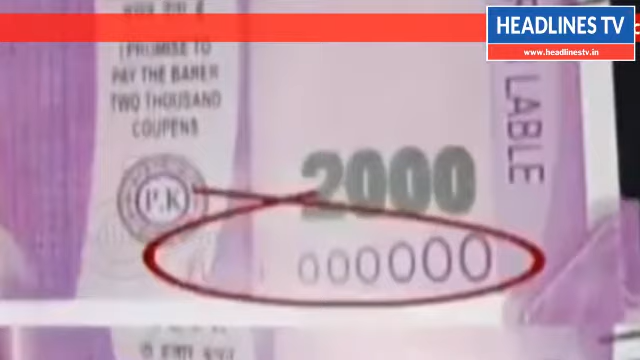 HEADLINES TV
www.headlinestv.in
I PROMISE TO
PAY THE BARER
TWO THOUSAND
COUPENS
P.K
2000
000000
LABLE